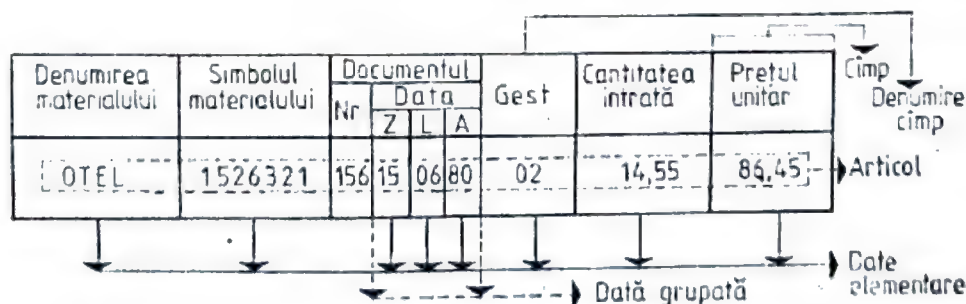 Denumirea materialului
Simbolul materialului
Documentul
Nr
Data
Z L A
Gest
Cantitatea intrată
Prețul unitar
Cîmp
Denumire cîmp
OTEL 1526321 156 15 06 80 02 14,55 86,45
Articol
Date elementare
Dată grupată